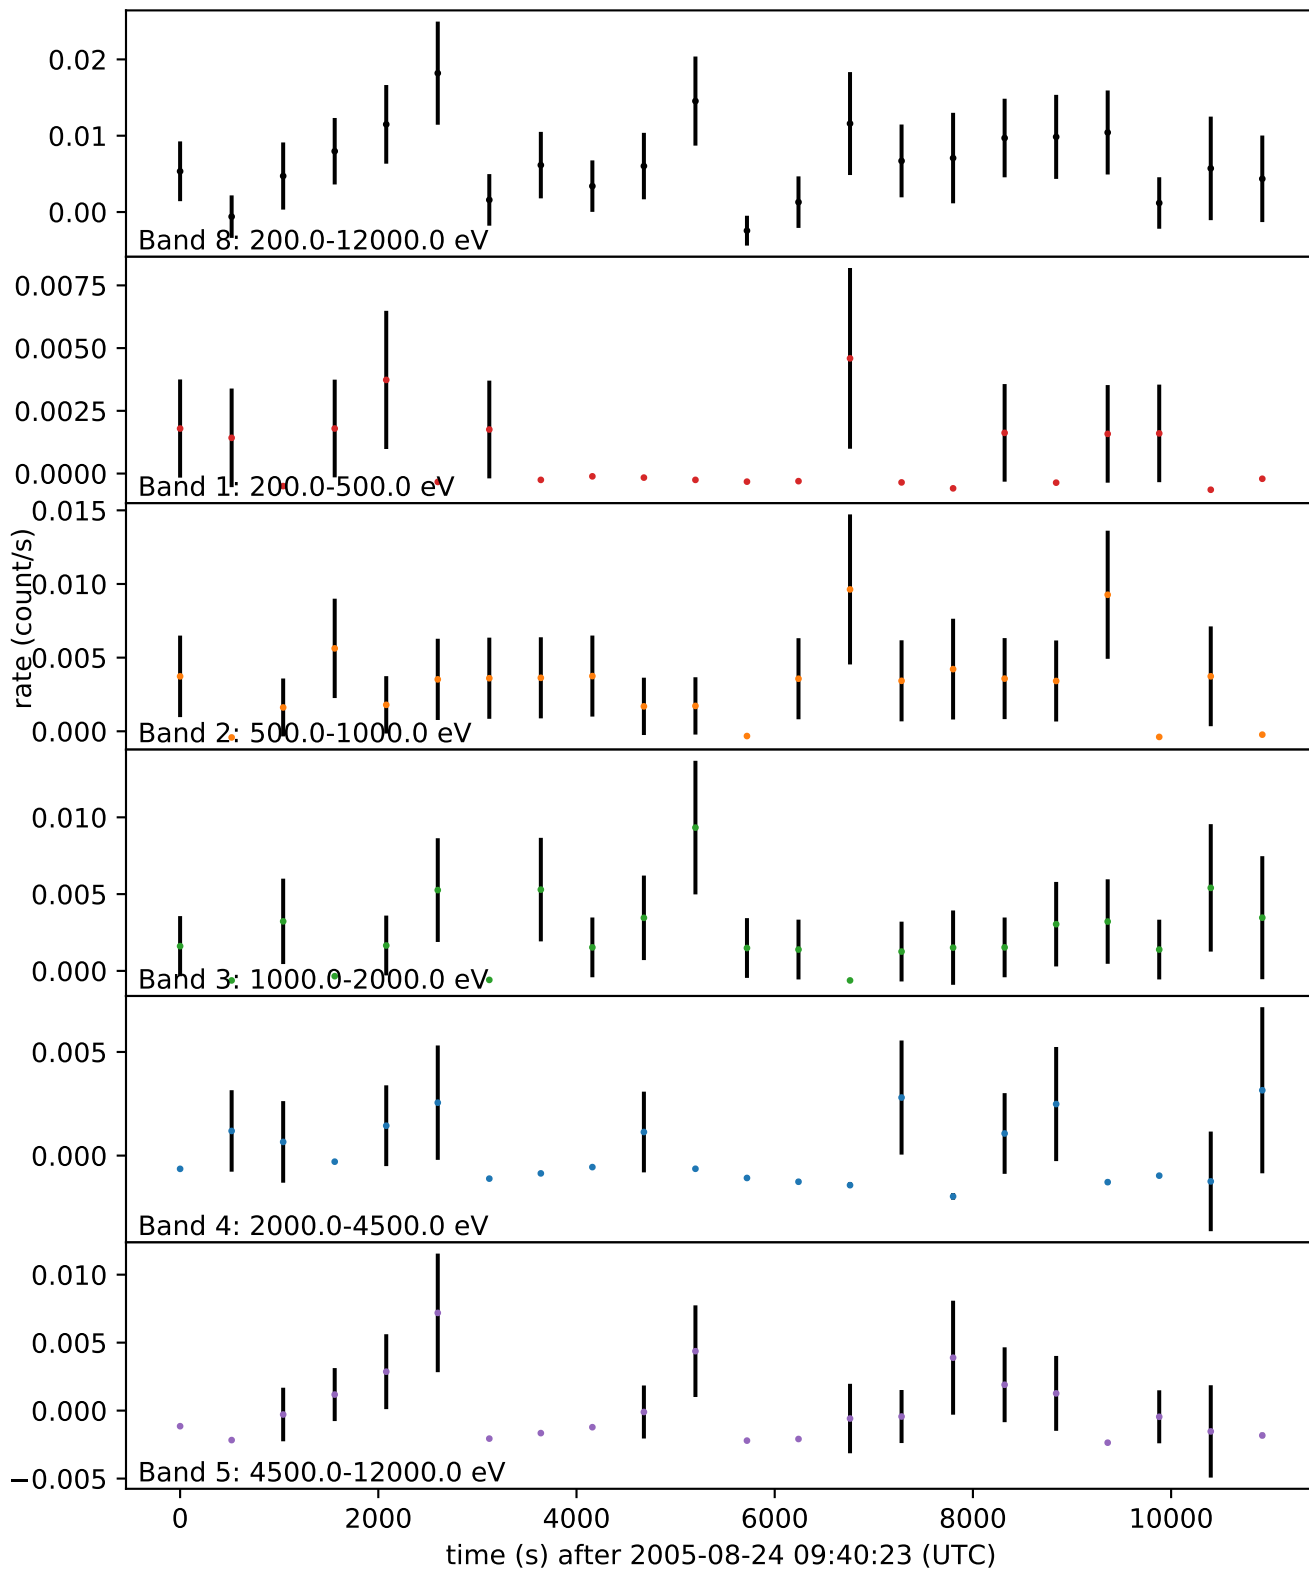 0.02
0.01
0.00
Band 8: 200.0-12000.0 eV
0.0075
0.0050
0.0025
0.0000
Band 1: 200.0-500.0 eV
0.015
0.010
0.005
0.000
Band 2: 500.0-1000.0 eV
rate (count/s)
0.010
0.005
0.000
Band 3: 1000.0-2000.0 eV
0.005
0.000
Band 4: 2000.0-4500.0 eV
0.010
0.005
0.000
−0.005
Band 5: 4500.0-12000.0 eV
0 2000 4000 6000 8000 10000
time (s) after 2005-08-24 09:40:23 (UTC)